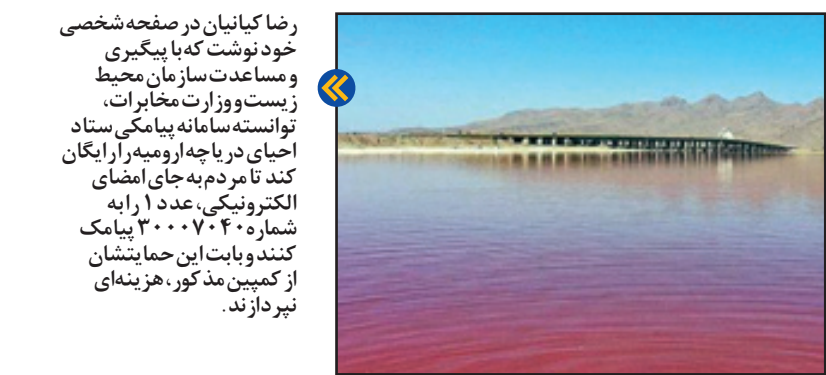 رضا کیانیان در صفحه شخصی
خود نوشت که با پیگیری
و مساعدت سازمان محیط
زیست و وزارت مخابرات،
توانسته سامانه پیامکی ستاد
احیای دریاچه ارومیه را رایگان
کند تا مردم به جای امضای
الکترونیکی، عدد ۱ را به
شماره ۳۰۰۰۷۰۴۰ پیامک
کنند و بابت این حمایتشان
از کمپین مذکور، هزینه‌ای
نپردازند.